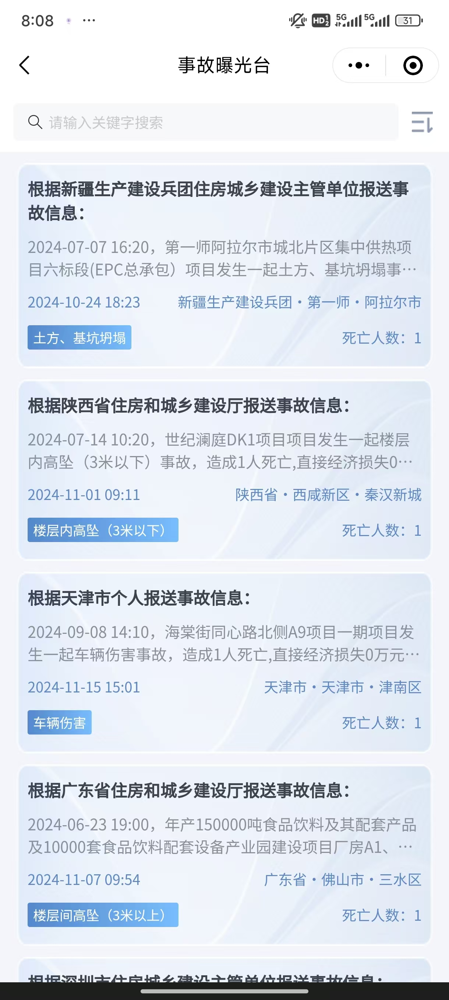 8:08
HD 1 2 5G 5G 31
事故曝光台
请输入关键字搜索
根据新疆生产建设兵团住房城乡建设主管单位报送事
故信息：
2024-07-07 16:20，第一师阿拉尔市城北片区集中供热项
目六标段(EPC总承包）项目发生一起土方、基坑坍塌事…
2024-10-24 18:23 新疆生产建设兵团・第一师・阿拉尔市
土方、基坑坍塌 死亡人数：1
根据陕西省住房和城乡建设厅报送事故信息：
2024-07-14 10:20，世纪澜庭DK1项目项目发生一起楼层
内高坠（3米以下）事故，造成1人死亡,直接经济损失0…
2024-11-01 09:11 陕西省・西咸新区・秦汉新城
楼层内高坠（3米以下） 死亡人数：1
根据天津市个人报送事故信息：
2024-09-08 14:10，海棠街同心路北侧A9项目一期项目发
生一起车辆伤害事故，造成1人死亡,直接经济损失0万元…
2024-11-15 15:01 天津市・天津市・津南区
车辆伤害 死亡人数：1
根据广东省住房和城乡建设厅报送事故信息：
2024-06-23 19:00，年产150000吨食品饮料及其配套产品
及10000套食品饮料配套设备产业园建设项目厂房A1、…
2024-11-07 09:54 广东省・佛山市・三水区
楼层间高坠（3米以上） 死亡人数：1
根据深圳市住房城乡建设主管单位报送事故信息：